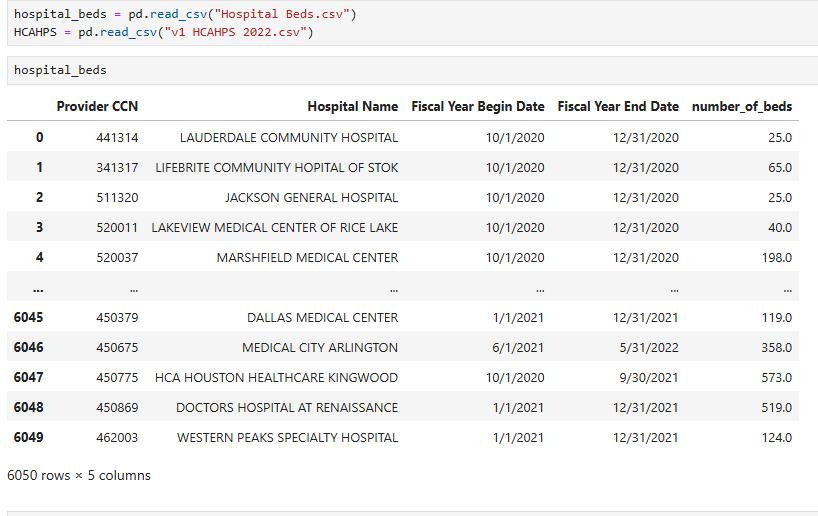 hospital_beds = pd.read_csv("Hospital Beds.csv")
HCAHPS = pd.read_csv("v1 HCAHPS 2022.csv")
hospital_beds
Provider CCN Hospital Name Fiscal Year Begin Date Fiscal Year End Date number_of_beds
0 441314 LAUDERDALE COMMUNITY HOSPITAL 10/1/2020 12/31/2020 25.0
1 341317 LIFEBRITE COMMUNITY HOPITAL OF STOK 10/1/2020 12/31/2020 65.0
2 511320 JACKSON GENERAL HOSPITAL 10/1/2020 12/31/2020 25.0
3 520011 LAKEVIEW MEDICAL CENTER OF RICE LAKE 10/1/2020 12/31/2020 40.0
4 520037 MARSHFIELD MEDICAL CENTER 10/1/2020 12/31/2020 198.0
... ... ... ... ... ...
6045 450379 DALLAS MEDICAL CENTER 1/1/2021 12/31/2021 119.0
6046 450675 MEDICAL CITY ARLINGTON 6/1/2021 5/31/2022 358.0
6047 450775 HCA HOUSTON HEALTHCARE KINGWOOD 10/1/2020 9/30/2021 573.0
6048 450869 DOCTORS HOSPITAL AT RENAISSANCE 1/1/2021 12/31/2021 519.0
6049 462003 WESTERN PEAKS SPECIALTY HOSPITAL 1/1/2021 12/31/2021 124.0
6050 rows × 5 columns